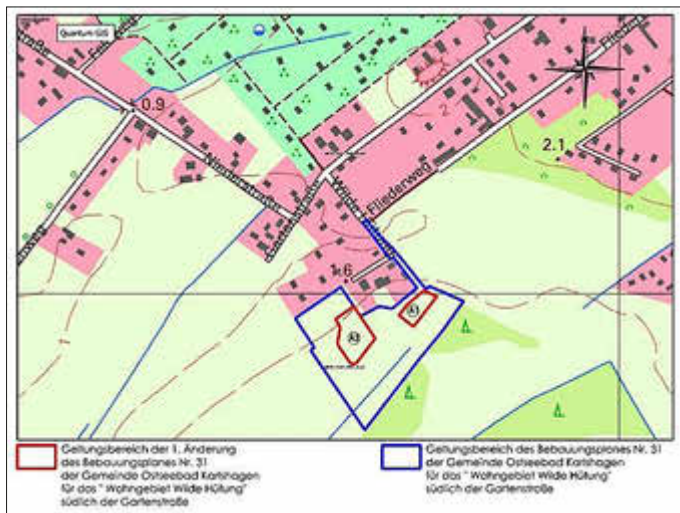 Quantum GIS
0.9
Fliederweg
2
2.1
1.6
1
Geltungsbereich der 1. Änderung
des Bebauungsplanes Nr. 31
der Gemeinde Ostseebad Karlshagen
für das " Wohngebiet Wilde Hütung"
südlich der Gartenstraße
Geltungsbereich des Bebauungsplanes Nr. 31
der Gemeinde Ostseebad Karlshagen
für das " Wohngebiet Wilde Hütung"
südlich der Gartenstraße